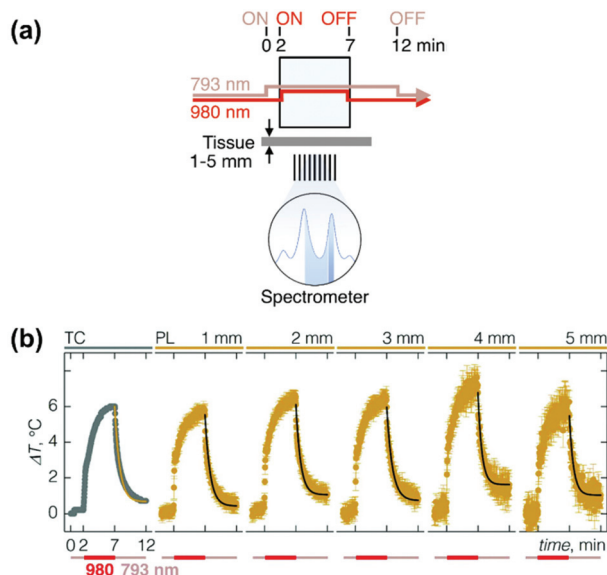 (a)
ON ON OFF OFF
0 2 7 12 min
793 nm
980 nm
Tissue
1-5 mm
Spectrometer
(b)
TC PL 1 mm 2 mm 3 mm 4 mm 5 mm
ΔT, °C
6
4
2
0
0 2 7 12 time, min
980 793 nm